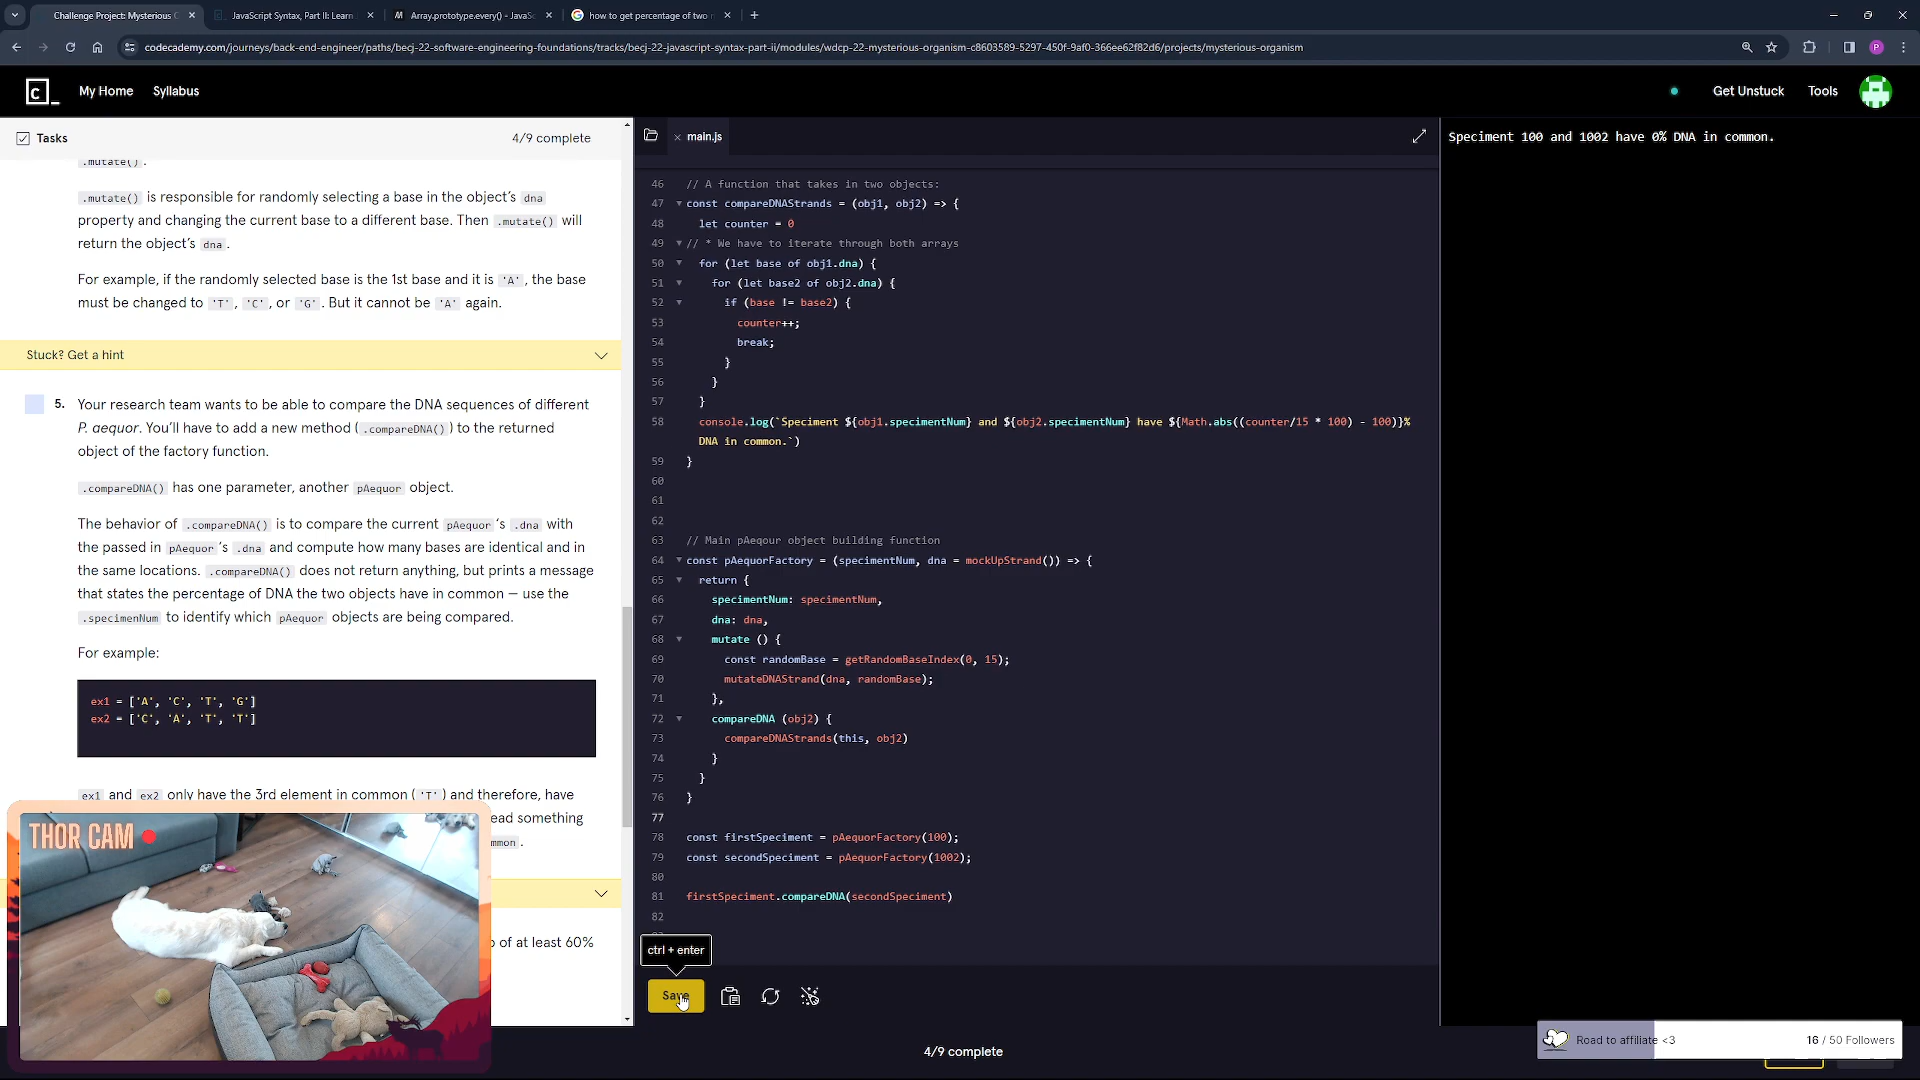 Challenge Project: Mysterious
JavaScript Syntax, Part II: Learn
Array.prototype.every() - JavaS
how to get percentage of two
codecademy.com/journeys/back-end-engineer/paths/becj-22-software-engineering-foundations/tracks/becj-22-javascript-syntax-part-ii/modules/wdcp-22-mysterious-organism-c8603589-5297-450f-9af0-366ee62f82d6/projects/mysterious-organism
My Home
Syllabus
Get Unstuck
Tools
Tasks
4/9 complete
.mutate() .
.mutate() is responsible for randomly selecting a base in the object's dna
property and changing the current base to a different base. Then .mutate() will
return the object's dna .
For example, if the randomly selected base is the 1st base and it is 'A' , the base
must be changed to 'T' , 'C' , or 'G' . But it cannot be 'A' again.
Stuck? Get a hint
5. Your research team wants to be able to compare the DNA sequences of different
P. aequor. You'll have to add a new method ( .compareDNA() ) to the returned
object of the factory function.
.compareDNA() has one parameter, another pAequor object.
The behavior of .compareDNA() is to compare the current pAequor 's .dna with
the passed in pAequor 's .dna and compute how many bases are identical and in
the same locations. .compareDNA() does not return anything, but prints a message
that states the percentage of DNA the two objects have in common — use the
.specimenNum to identify which pAequor objects are being compared.
For example:
ex1 = ['A', 'C', 'T', 'G']
ex2 = ['C', 'A', 'T', 'T']
ex1 and ex2 only have the 3rd element in common ( 'T' ) and therefore, have
ead something
mmon .
of at least 60%
THOR CAM
main.js
46 // A function that takes in two objects:
47 const compareDNAStrands = (obj1, obj2) => {
48 let counter = 0
49 // * We have to iterate through both arrays
50 for (let base of obj1.dna) {
51 for (let base2 of obj2.dna) {
52 if (base != base2) {
53 counter++;
54 break;
55 }
56 }
57 }
58 console.log(`Speciment ${obj1.specimentNum} and ${obj2.specimentNum} have ${Math.abs((counter/15 * 100) - 100)}%
DNA in common.`)
59 }
60
61
62
63 // Main pAeqour object building function
64 const pAequorFactory = (specimentNum, dna = mockUpStrand()) => {
65 return {
66 specimentNum: specimentNum,
67 dna: dna,
68 mutate () {
69 const randomBase = getRandomBaseIndex(0, 15);
70 mutateDNAStrand(dna, randomBase);
71 },
72 compareDNA (obj2) {
73 compareDNAStrands(this, obj2)
74 }
75 }
76 }
77
78 const firstSpeciment = pAequorFactory(100);
79 const secondSpeciment = pAequorFactory(1002);
80
81 firstSpeciment.compareDNA(secondSpeciment)
82
ctrl + enter
Save
4/9 complete
Speciment 100 and 1002 have 0% DNA in common.
Road to affiliate <3
16 / 50 Followers